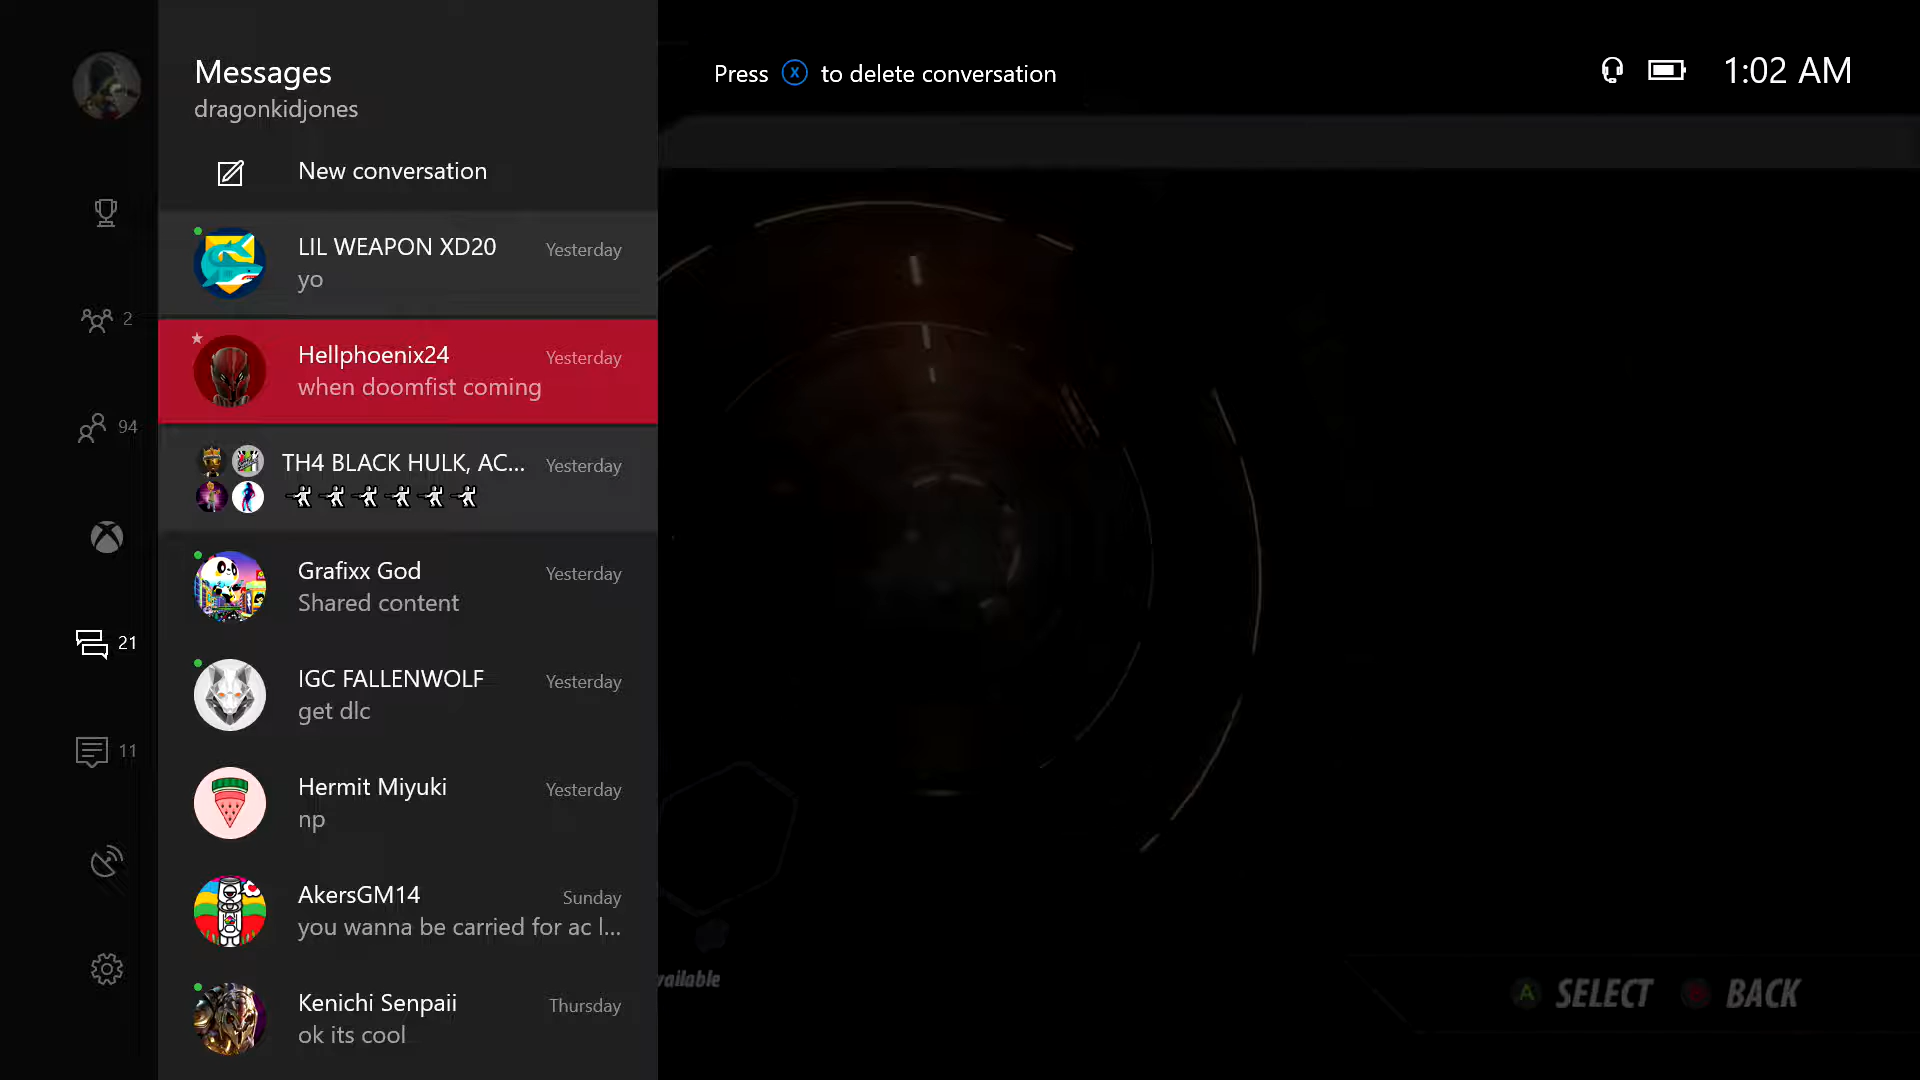 Messages
dragonkidjones
Press X to delete conversation
1:02 AM
New conversation
LIL WEAPON XD20 Yesterday
yo
2
Hellphoenix24 Yesterday
when doomfist coming
94
TH4 BLACK HULK, AC... Yesterday
Grafixx God Yesterday
Shared content
21
IGC FALLENWOLF Yesterday
get dlc
11
Hermit Miyuki Yesterday
np
AkersGM14 Sunday
you wanna be carried for ac l...
Kenichi Senpaii Thursday
ok its cool
vailable
A SELECT BACK